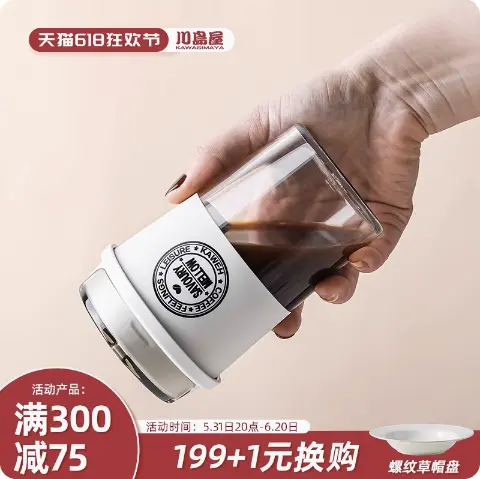 天猫618狂欢节
川岛屋
KAWASIMAYA
LEISURE ★ KAWEH ★ COFFEE ★ FEELINGS ★
SAVOURY
MELLOW
活动产品:
满300
减75
活动时间: 5.31日20点-6.20日
199+1元换购
螺纹草帽盘